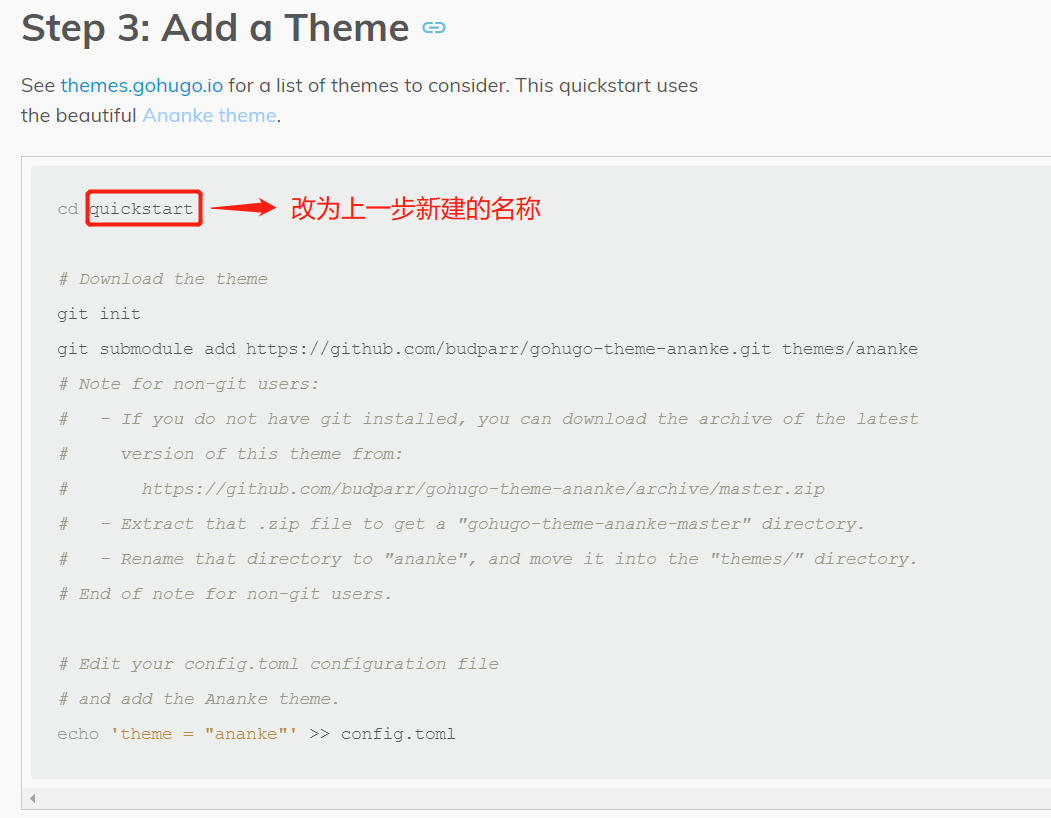 Step 3: Add a Theme
See themes.gohugo.io for a list of themes to consider. This quickstart uses
the beautiful Ananke theme.
cd quickstart 改为上一步新建的名称
# Download the theme
git init
git submodule add https://github.com/budparr/gohugo-theme-ananke.git themes/ananke
# Note for non-git users:
#   - If you do not have git installed, you can download the archive of the latest
#     version of this theme from:
#       https://github.com/budparr/gohugo-theme-ananke/archive/master.zip
#   - Extract that .zip file to get a "gohugo-theme-ananke-master" directory.
#   - Rename that directory to "ananke", and move it into the "themes/" directory.
# End of note for non-git users.
# Edit your config.toml configuration file
# and add the Ananke theme.
echo 'theme = "ananke"' >> config.toml